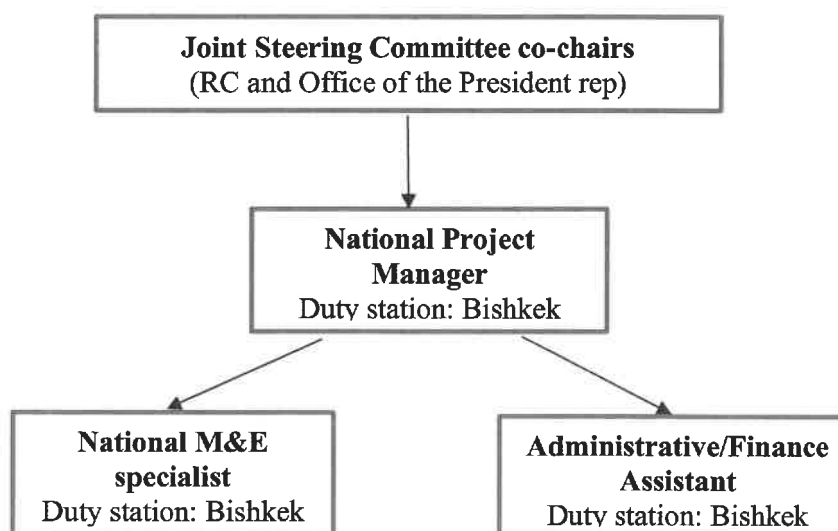 Joint Steering Committee co-chairs
(RC and Office of the President rep)
National Project
Manager
Duty station: Bishkek
National M&E
specialist
Duty station: Bishkek
Administrative/Finance
Assistant
Duty station: Bishkek